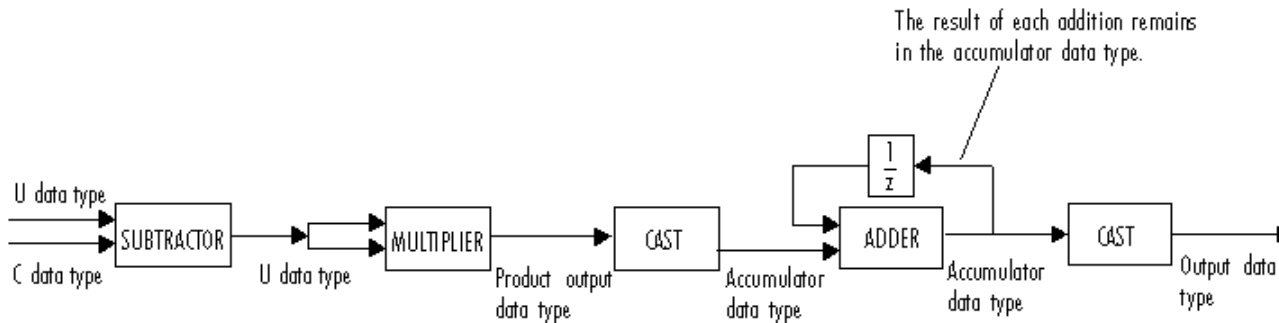 The result of each addition remains
in the accumulator data type.
1
z
U data type
SUBTRACTOR
MULTIPLIER
CAST
ADDER
CAST
C data type
U data type
Product output
data type
Accumulator
data type
Accumulator
data type
Output data
type